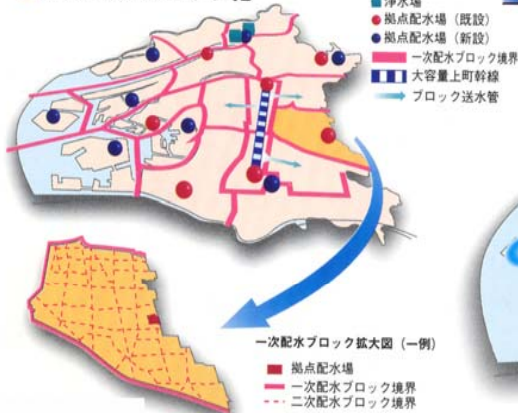 浄水場
拠点配水場（既設）
拠点配水場（新設）
一次配水ブロック境界
大容量上町幹線
ブロック送水管
一次配水ブロック拡大図（一例）
拠点配水場
一次配水ブロック境界
二次配水ブロック境界